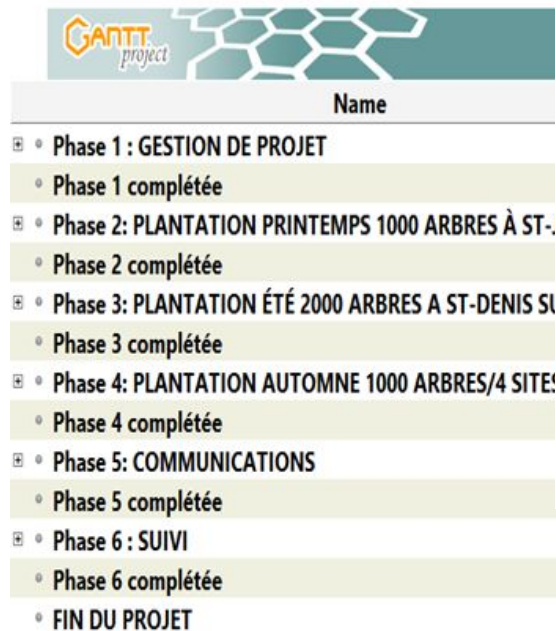 GANTT
project
Name
Phase 1 : GESTION DE PROJET
Phase 1 complétée
Phase 2: PLANTATION PRINTEMPS 1000 ARBRES À ST-
Phase 2 complétée
Phase 3: PLANTATION ÉTÉ 2000 ARBRES A ST-DENIS SU
Phase 3 complétée
Phase 4: PLANTATION AUTOMNE 1000 ARBRES/4 SITES
Phase 4 complétée
Phase 5: COMMUNICATIONS
Phase 5 complétée
Phase 6 : SUIVI
Phase 6 complétée
FIN DU PROJET